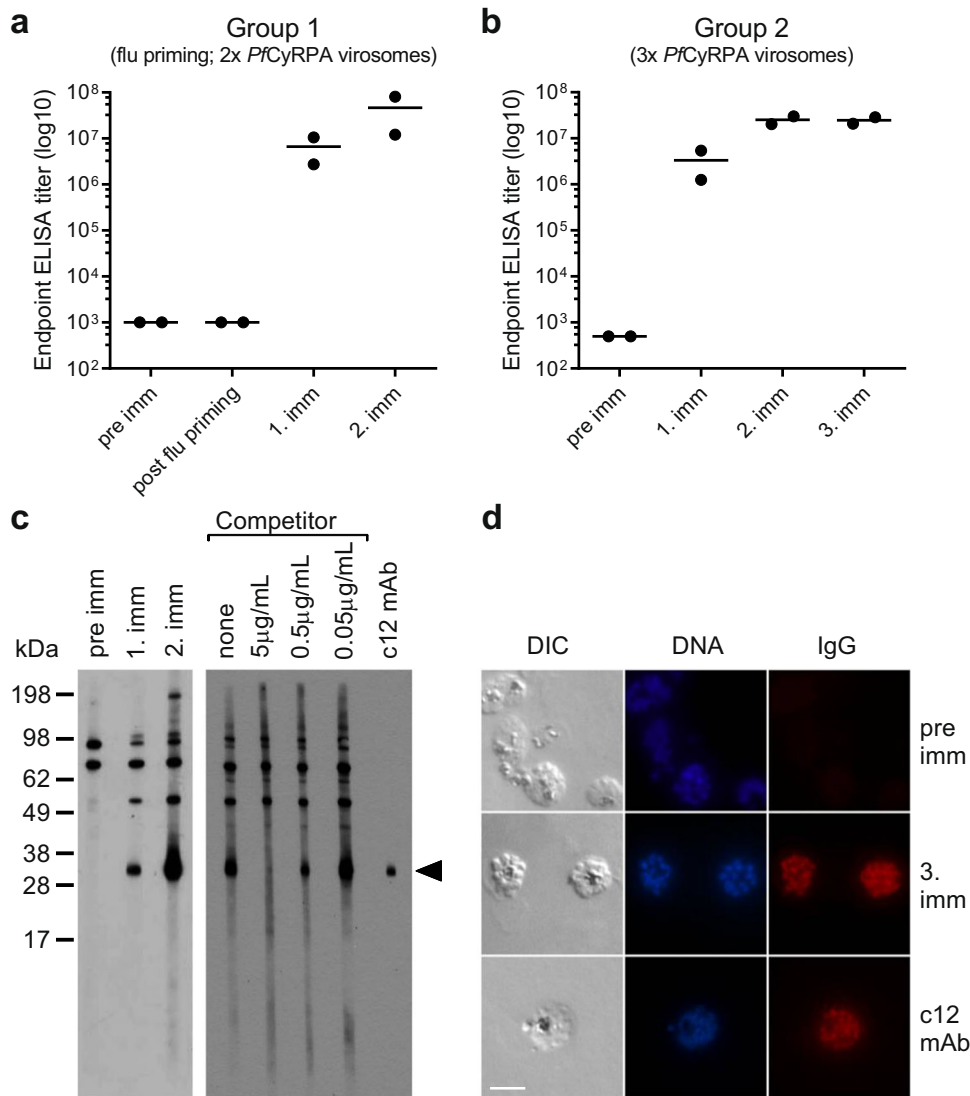 a
Group 1
(flu priming; 2x PfCyRPA virosomes)
Endpoint ELISA titer (log10)
10⁸
10⁷
10⁶
10⁵
10⁴
10³
10²
pre imm
post flu priming
1. imm
2. imm
b
Group 2
(3x PfCyRPA virosomes)
Endpoint ELISA titer (log10)
10⁸
10⁷
10⁶
10⁵
10⁴
10³
10²
pre imm
1. imm
2. imm
3. imm
c
Competitor
kDa
pre imm
1. imm
2. imm
none
5µg/mL
0.5µg/mL
0.05µg/mL
c12 mAb
198
98
62
49
38
28
17
d
DIC
DNA
IgG
pre
imm
3.
imm
c12
mAb